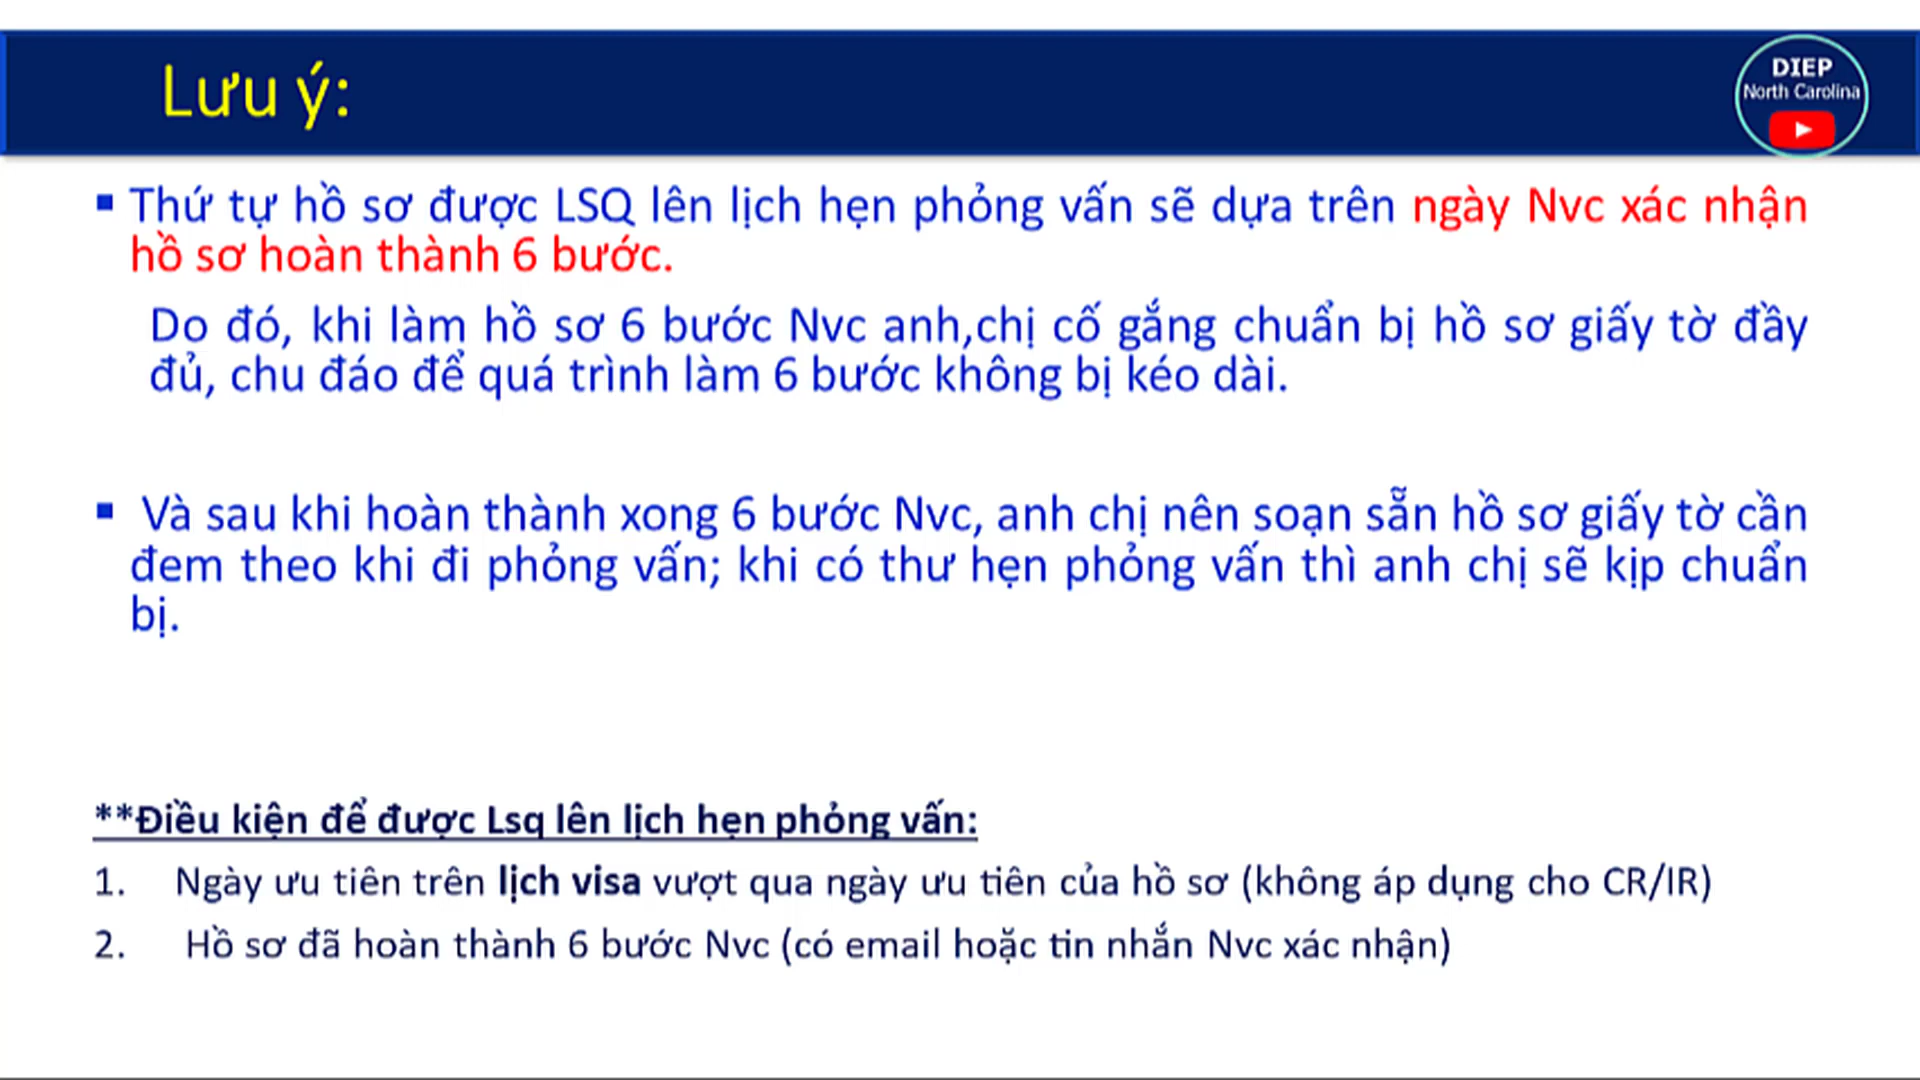 Lưu ý:
DIEP
North Carolina
▪ Thứ tự hồ sơ được LSQ lên lịch hẹn phỏng vấn sẽ dựa trên ngày Nvc xác nhận
hồ sơ hoàn thành 6 bước.
Do đó, khi làm hồ sơ 6 bước Nvc anh,chị cố gắng chuẩn bị hồ sơ giấy tờ đầy
đủ, chu đáo để quá trình làm 6 bước không bị kéo dài.
▪ Và sau khi hoàn thành xong 6 bước Nvc, anh chị nên soạn sẵn hồ sơ giấy tờ cần
đem theo khi đi phỏng vấn; khi có thư hẹn phỏng vấn thì anh chị sẽ kịp chuẩn
bị.
**Điều kiện để được Lsq lên lịch hẹn phỏng vấn:
1. Ngày ưu tiên trên lịch visa vượt qua ngày ưu tiên của hồ sơ (không áp dụng cho CR/IR)
2. Hồ sơ đã hoàn thành 6 bước Nvc (có email hoặc tin nhắn Nvc xác nhận)